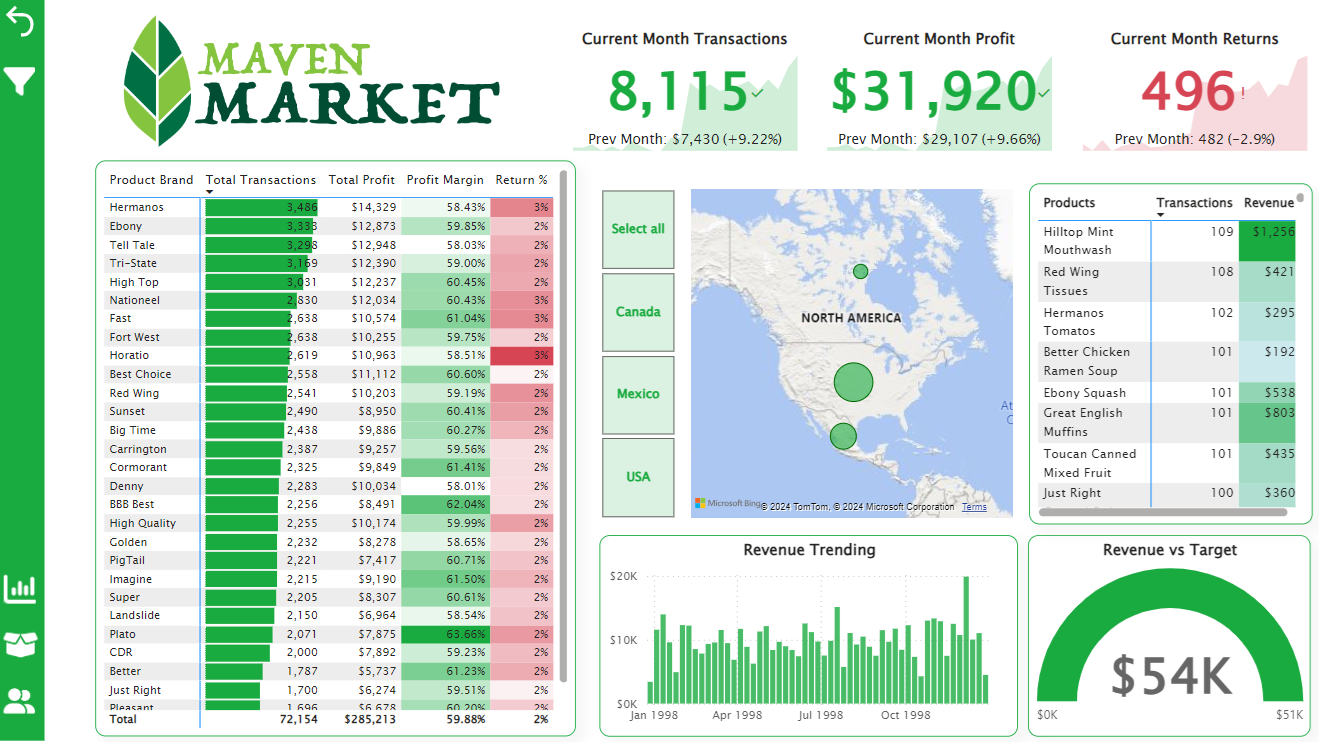 MAVEN
MARKET
Current Month Transactions
8,115
Prev Month: $7,430 (+9.22%)
Current Month Profit
$31,920
Prev Month: $29,107 (+9.66%)
Current Month Returns
496!
Prev Month: 482 (-2.9%)
Product Brand Total Transactions Total Profit Profit Margin Return %
Hermanos 3,486 $14,329 58.43% 3%
Ebony 3,333 $12,873 59.85% 2%
Tell Tale 3,298 $12,948 58.03% 2%
Tri-State 3,169 $12,390 59.00% 2%
High Top 3,031 $12,237 60.45% 2%
Nationeel 2,830 $12,034 60.43% 3%
Fast 2,638 $10,574 61.04% 3%
Fort West 2,638 $10,255 59.75% 2%
Horatio 2,619 $10,963 58.51% 3%
Best Choice 2,558 $11,112 60.60% 2%
Red Wing 2,541 $10,203 59.19% 2%
Sunset 2,490 $8,950 60.41% 2%
Big Time 2,438 $9,886 60.27% 2%
Carrington 2,387 $9,257 59.56% 2%
Cormorant 2,325 $9,849 61.41% 2%
Denny 2,283 $10,034 58.01% 2%
BBB Best 2,256 $8,491 62.04% 2%
High Quality 2,255 $10,174 59.99% 2%
Golden 2,232 $8,278 58.65% 2%
PigTail 2,221 $7,417 60.71% 2%
Imagine 2,215 $9,190 61.50% 2%
Super 2,205 $8,307 60.61% 2%
Landslide 2,150 $6,964 58.54% 2%
Plato 2,071 $7,875 63.66% 2%
CDR 2,000 $7,892 59.23% 2%
Better 1,787 $5,737 61.23% 2%
Just Right 1,700 $6,274 59.51% 2%
Pleasant 1,696 $6,678 60.20% 2%
Total 72,154 $285,213 59.88% 2%
Select all
Canada
Mexico
USA
NORTH AMERICA
At
Microsoft Bing
© 2024 TomTom, © 2024 Microsoft Corporation Terms
Products Transactions Revenue
Hilltop Mint 109 $1,256
Mouthwash
Red Wing 108 $421
Tissues
Hermanos 102 $295
Tomatos
Better Chicken 101 $192
Ramen Soup
Ebony Squash 101 $538
Great English 101 $803
Muffins
Toucan Canned 101 $435
Mixed Fruit
Just Right 100 $360
Revenue Trending
$20K
$10K
$0K
Jan 1998 Apr 1998 Jul 1998 Oct 1998
Revenue vs Target
$54K
$0K $51K